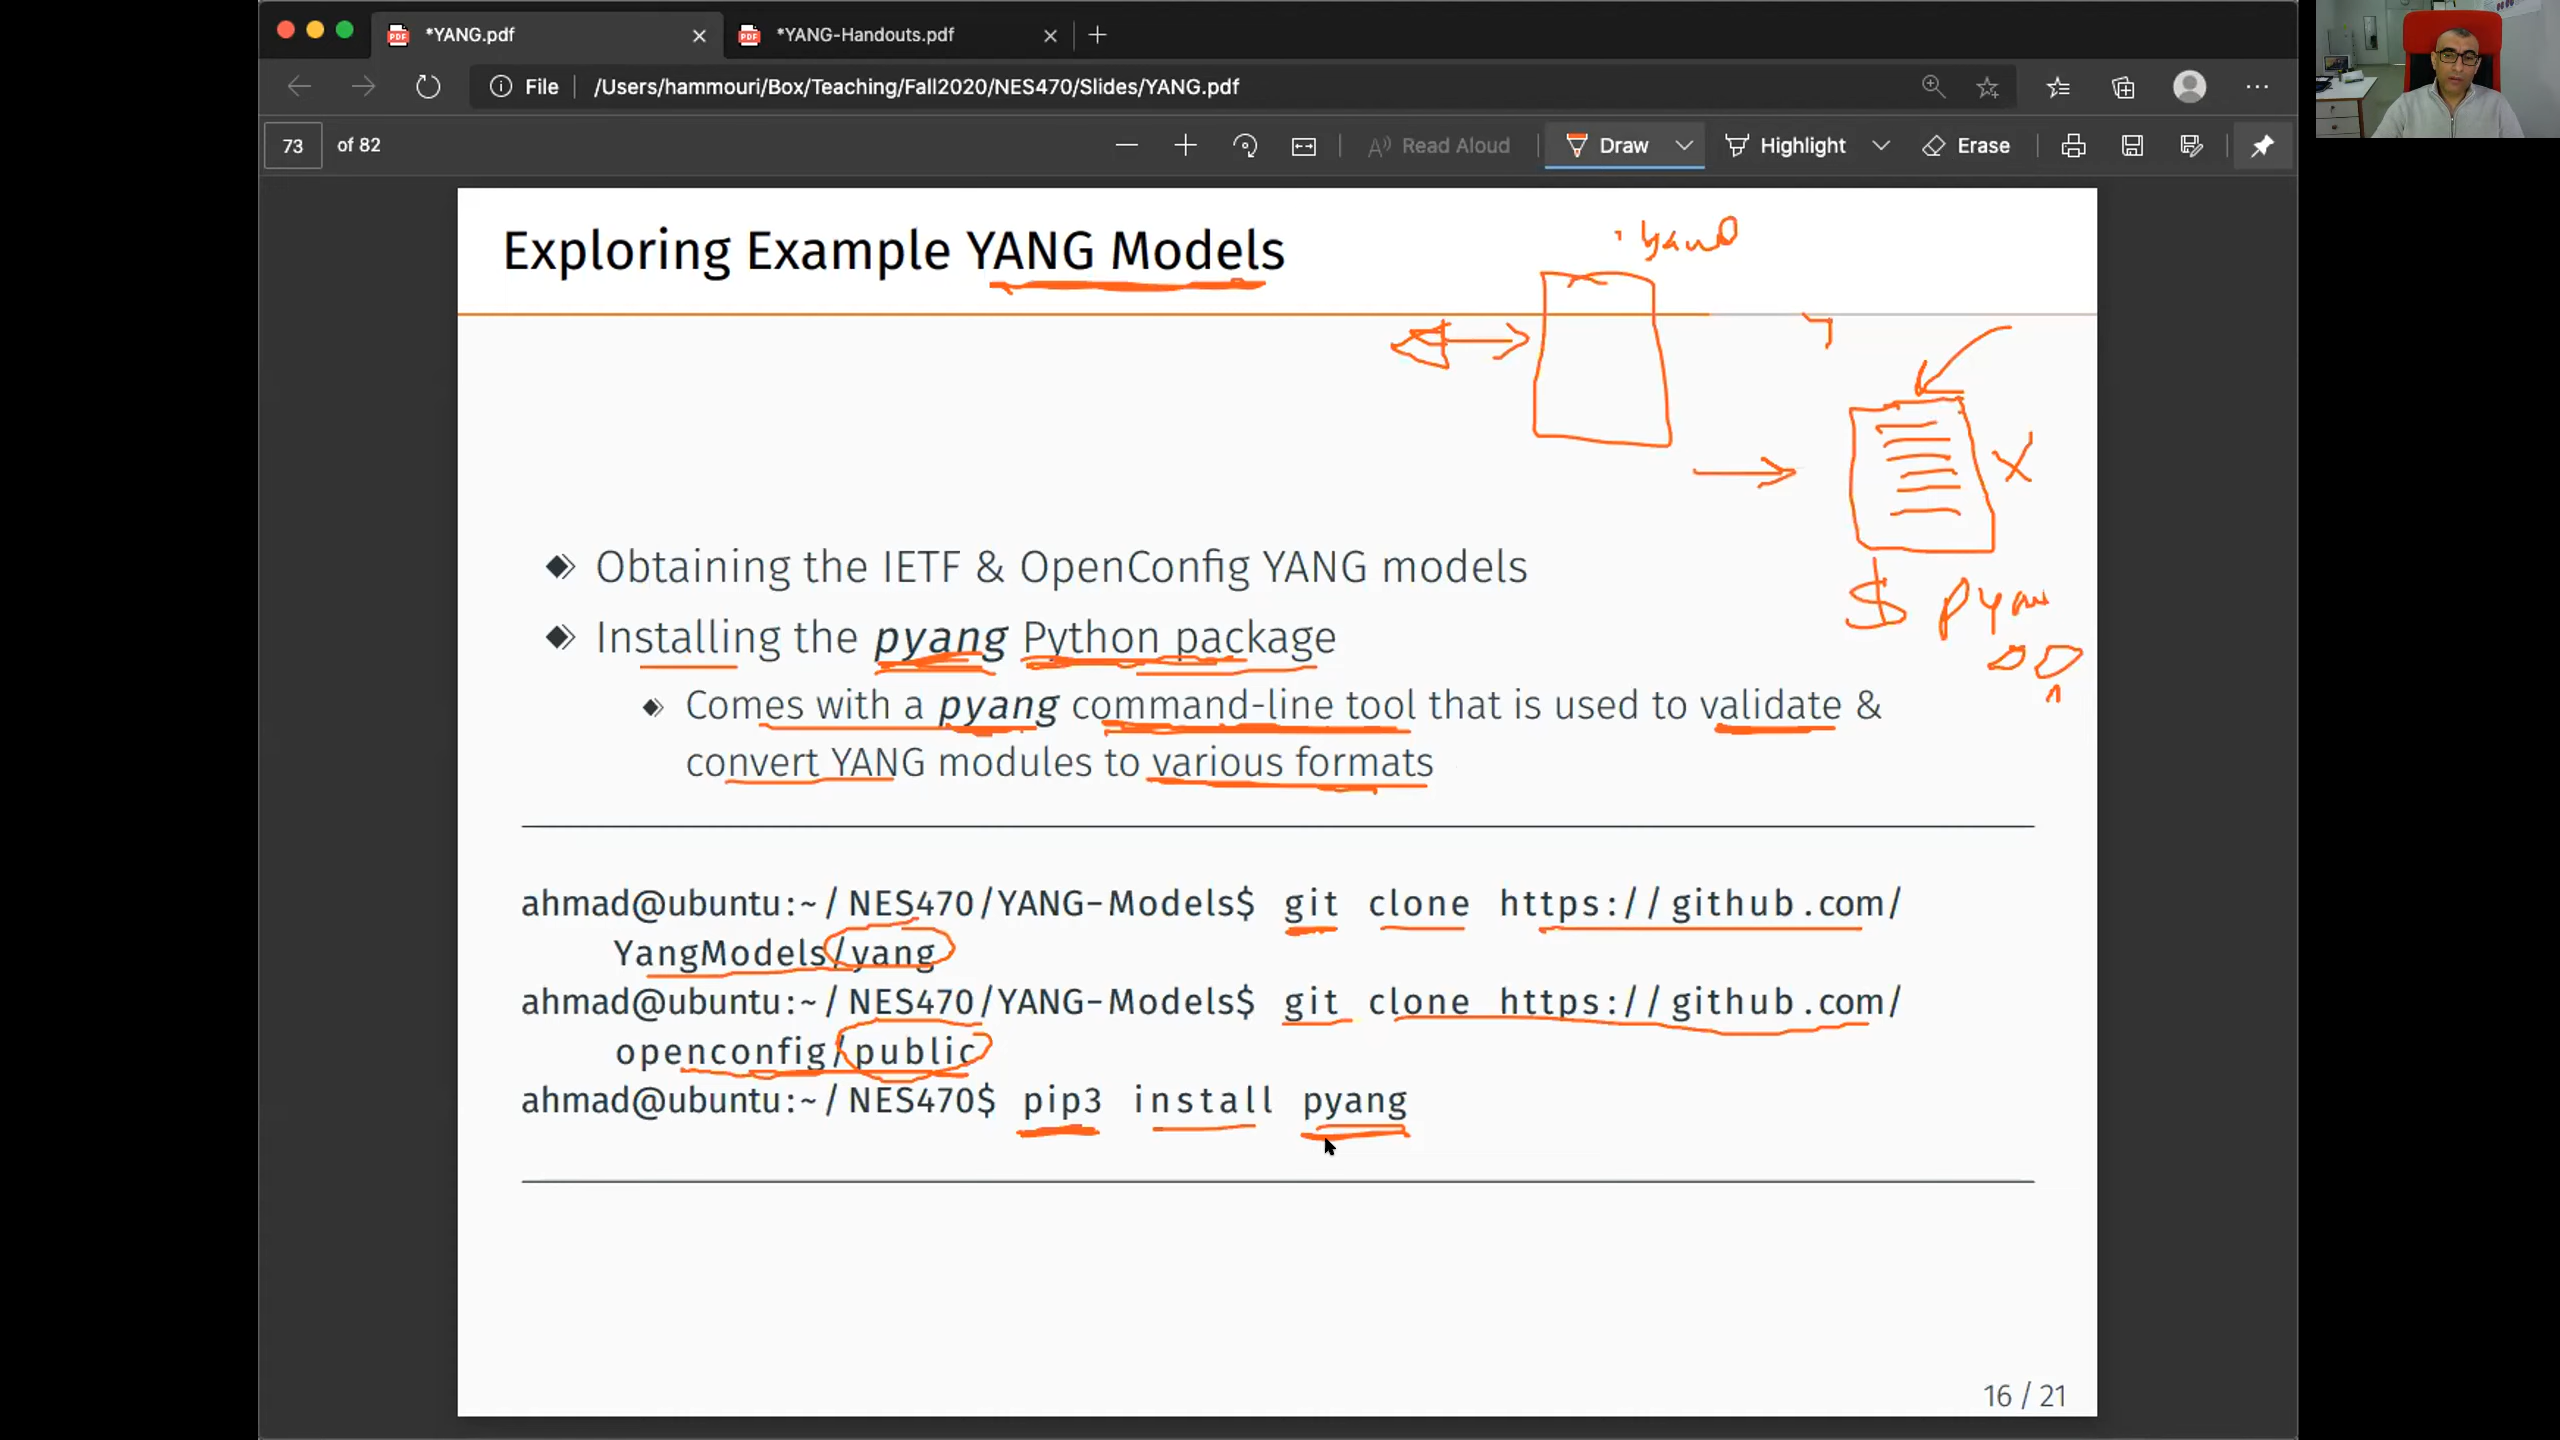 *YANG.pdf
*YANG-Handouts.pdf
File
/Users/hammouri/Box/Teaching/Fall2020/NES470/Slides/YANG.pdf
73 of 82
Read Aloud
Draw
Highlight
Erase
Exploring Example YANG Models
Obtaining the IETF & OpenConfig YANG models
Installing the pyang Python package
Comes with a pyang command-line tool that is used to validate &
convert YANG modules to various formats
ahmad@ubuntu:~/NES470/YANG-Models$ git clone https://github.com/
YangModels/yang
ahmad@ubuntu:~/NES470/YANG-Models$ git clone https://github.com/
openconfig/public
ahmad@ubuntu:~/NES470$ pip3 install pyang
16 / 21